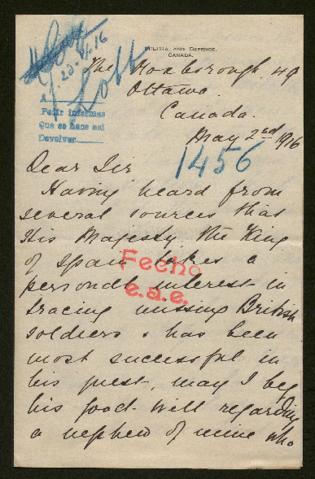 MILITIA AND DEFENCE,
CANADA.
22-5-16
The Roxborough
Ottawa.
Canada.
May 2nd 1916
A
Pedir informes
Que se hace así
Devolver
1456
Dear Sir
Having heard from
several sources that
His Majesty the King
of Spain takes a
Fecho
personal interest in
e.a.e.
tracing missing British
soldiers & has been
most successful in
his quest, may I beg
his good-will regarding
a nephew of mine who